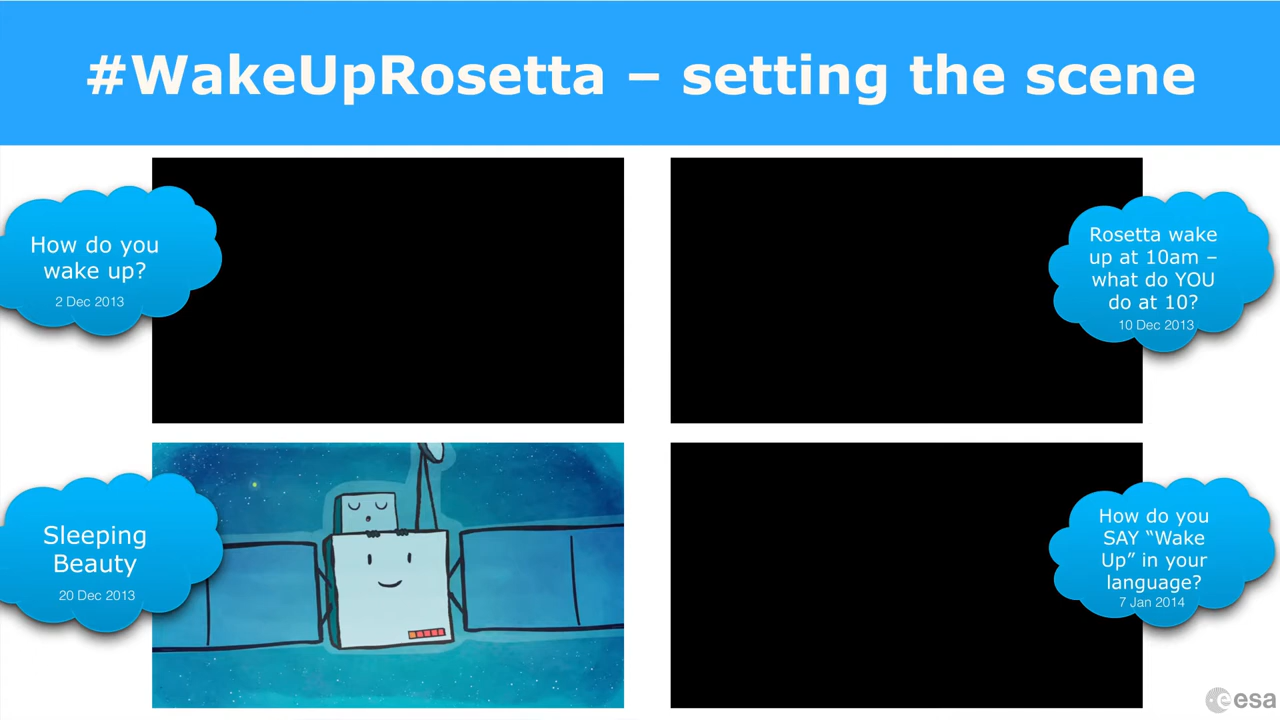 #WakeUpRosetta – setting the scene
How do you
wake up?
2 Dec 2013
Rosetta wake
up at 10am –
what do YOU
do at 10?
10 Dec 2013
Sleeping
Beauty
20 Dec 2013
How do you
SAY “Wake
Up” in your
language?
7 Jan 2014
esa